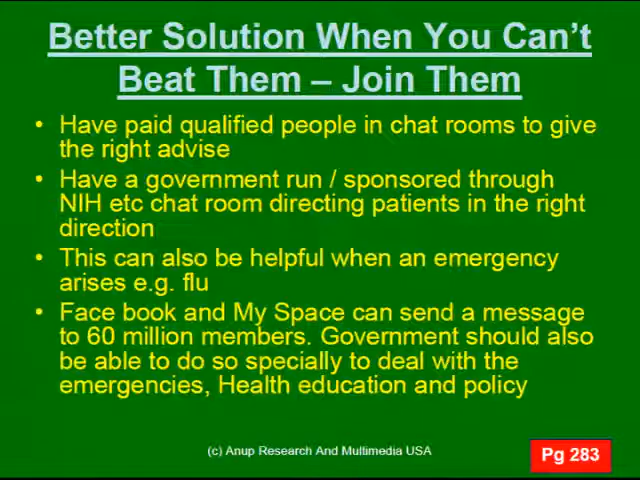 Better Solution When You Can't
Beat Them – Join Them
• Have paid qualified people in chat rooms to give
the right advise
• Have a government run / sponsored through
NIH etc chat room directing patients in the right
direction
• This can also be helpful when an emergency
arises e.g. flu
• Face book and My Space can send a message
to 60 million members. Government should also
be able to do so specially to deal with the
emergencies, Health education and policy
(c) Anup Research And Multimedia USA
Pg 283